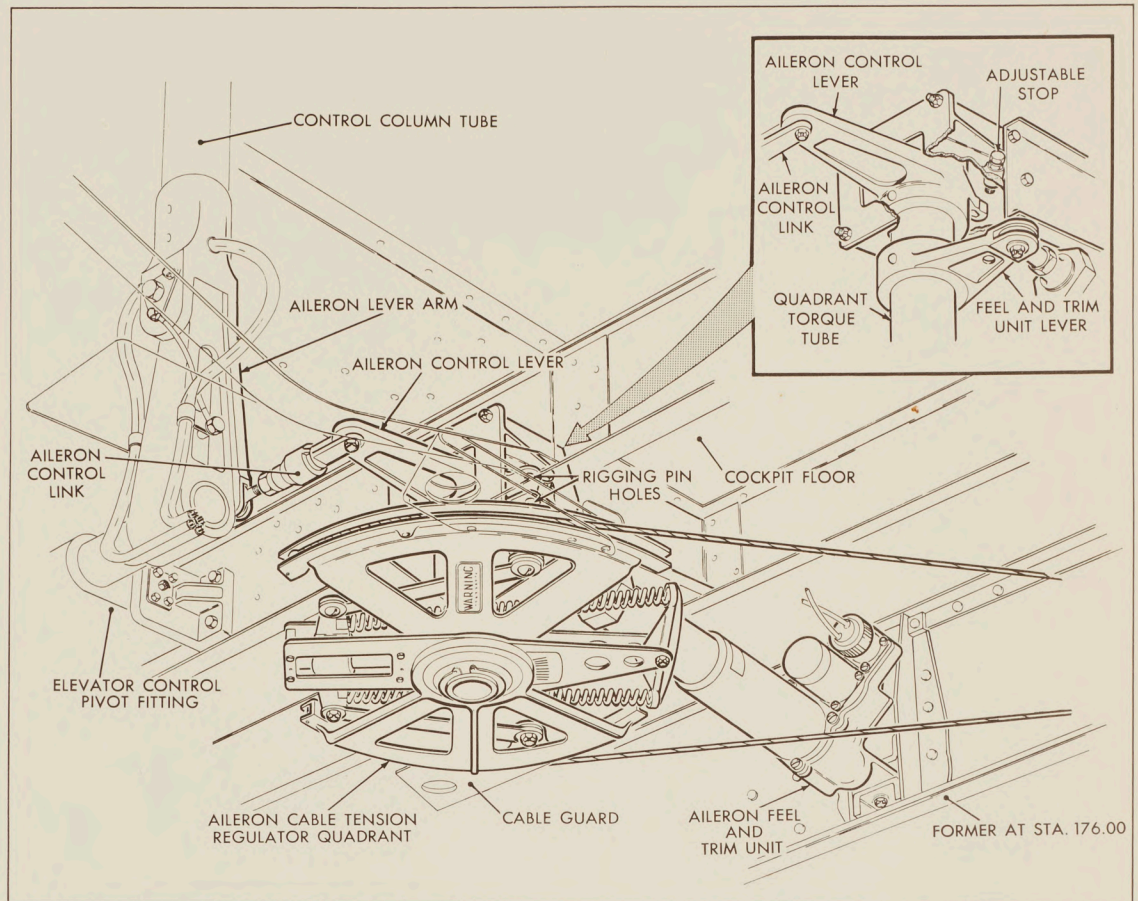 CONTROL COLUMN TUBE
AILERON LEVER ARM
AILERON CONTROL LEVER
AILERON
CONTROL
LINK
ELEVATOR CONTROL
PIVOT FITTING
AILERON CABLE TENSION
REGULATOR QUADRANT
WARNING
CABLE GUARD
RIGGING PIN
HOLES
COCKPIT FLOOR
AILERON FEEL
AND
TRIM UNIT
FORMER AT STA. 176.00
AILERON CONTROL
LEVER
ADJUSTABLE
STOP
AILERON
CONTROL
LINK
QUADRANT
TORQUE
TUBE
FEEL AND TRIM
UNIT LEVER